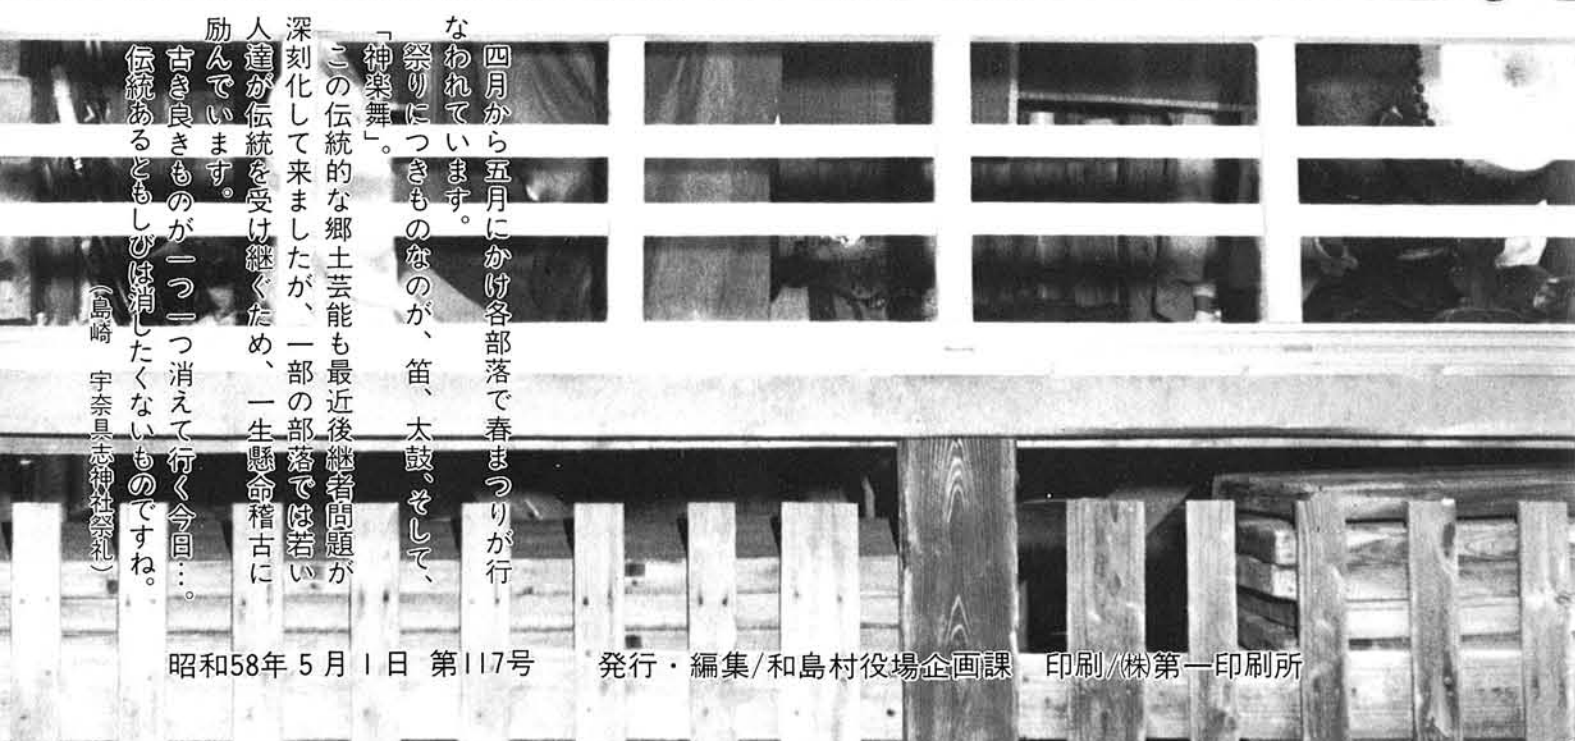 四月から五月にかけ各部落で春まつりが行
なわれています。
祭りにつきものなのが、笛、太鼓、そして、
「神楽舞」。
この伝統的な郷土芸能も最近後継者問題が
深刻化して来ましたが、一部の部落では若い
人達が伝統を受け継ぐため、一生懸命稽古に
励んでいます。
古き良きものが一つ一つ消えて行く今日…。
伝統あるともしびは消したくないものですね。
(島崎 宇奈具志神社祭礼)
昭和58年5月1日 第117号 発行・編集/和島村役場企画課 印刷/㈱第一印刷所